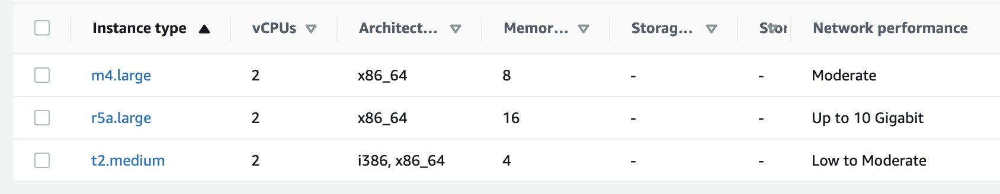 Instance type vCPUs Architect... Memor... Storag... Stor Network performance
m4.large 2 x86_64 8 - - Moderate
r5a.large 2 x86_64 16 - - Up to 10 Gigabit
t2.medium 2 i386, x86_64 4 - - Low to Moderate